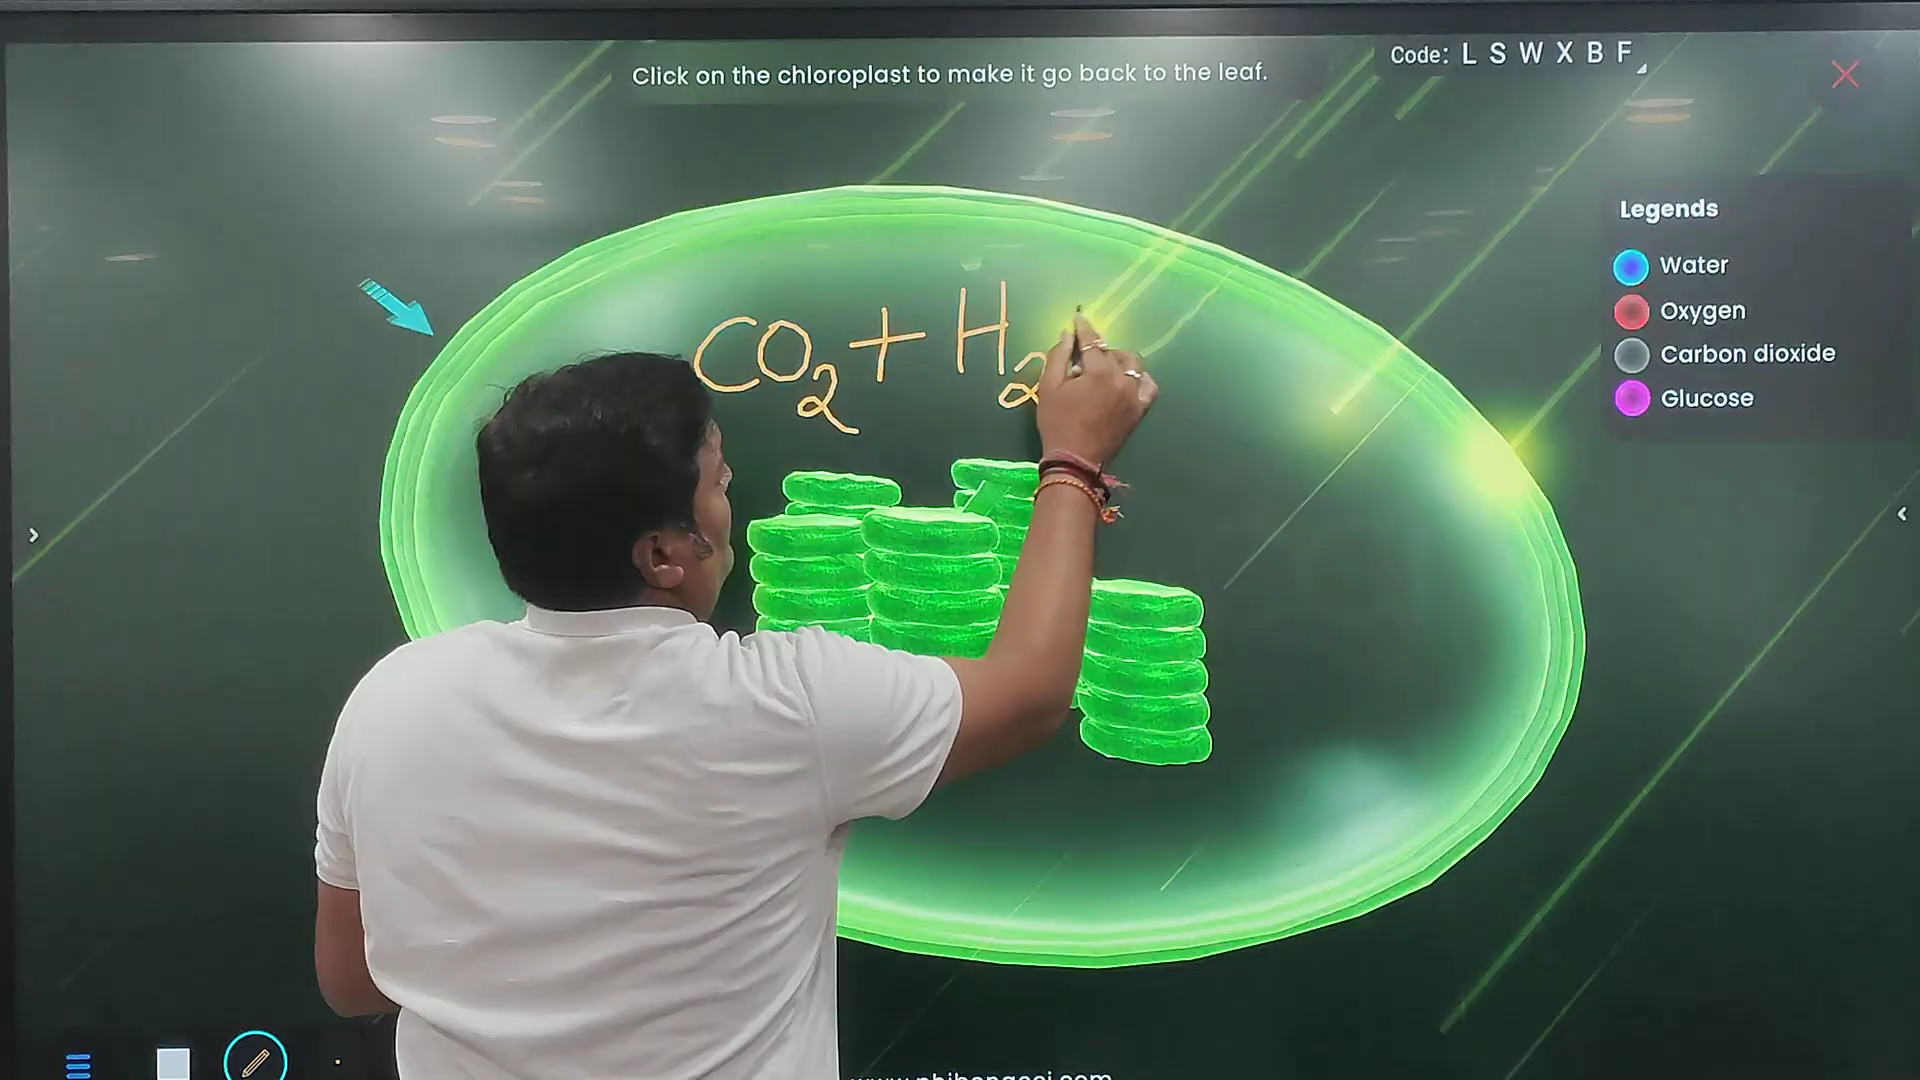 Click on the chloroplast to make it go back to the leaf.
Code: L S W X B F
Legends
Water
Oxygen
Carbon dioxide
Glucose
CO₂ + H₂